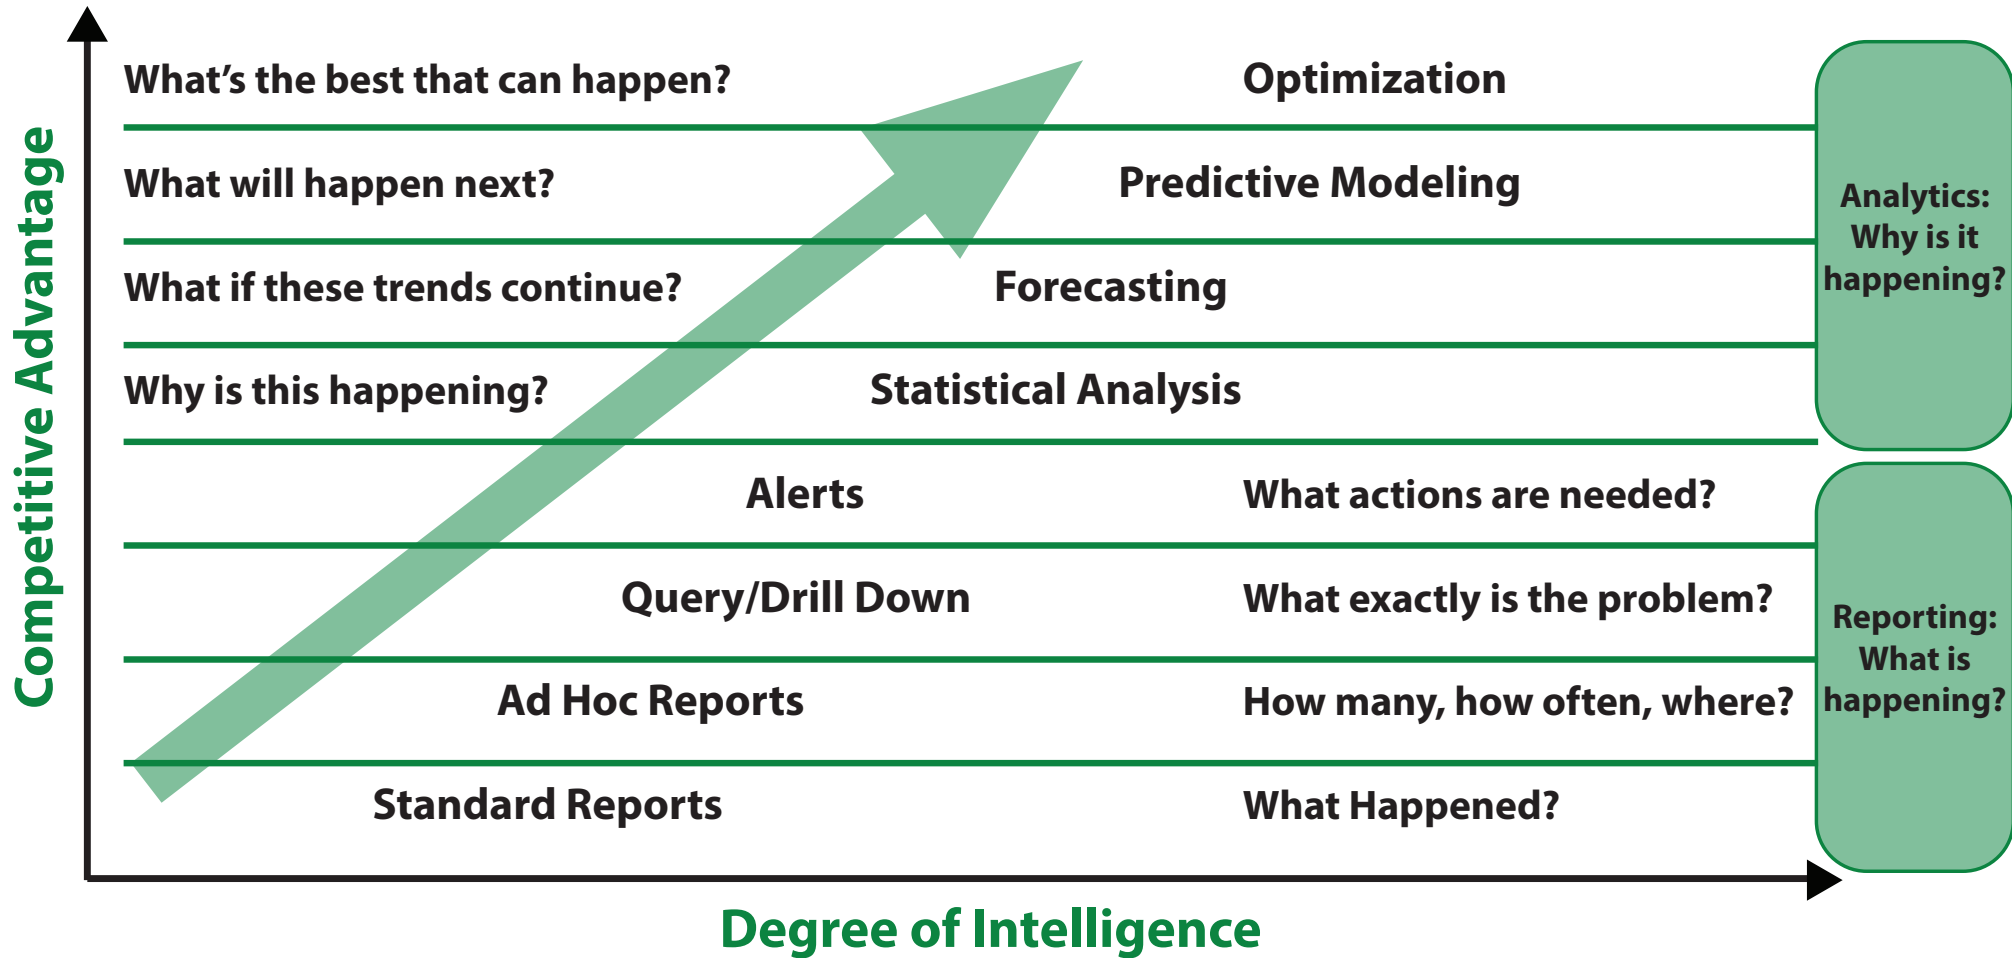 What's the best that can happen?
Optimization
What will happen next?
Predictive Modeling
What if these trends continue?
Forecasting
Why is this happening?
Statistical Analysis
Alerts
What actions are needed?
Query/Drill Down
What exactly is the problem?
Ad Hoc Reports
How many, how often, where?
Standard Reports
What Happened?
Analytics:
Why is it
happening?
Reporting:
What is
happening?
Competitive Advantage
Degree of Intelligence